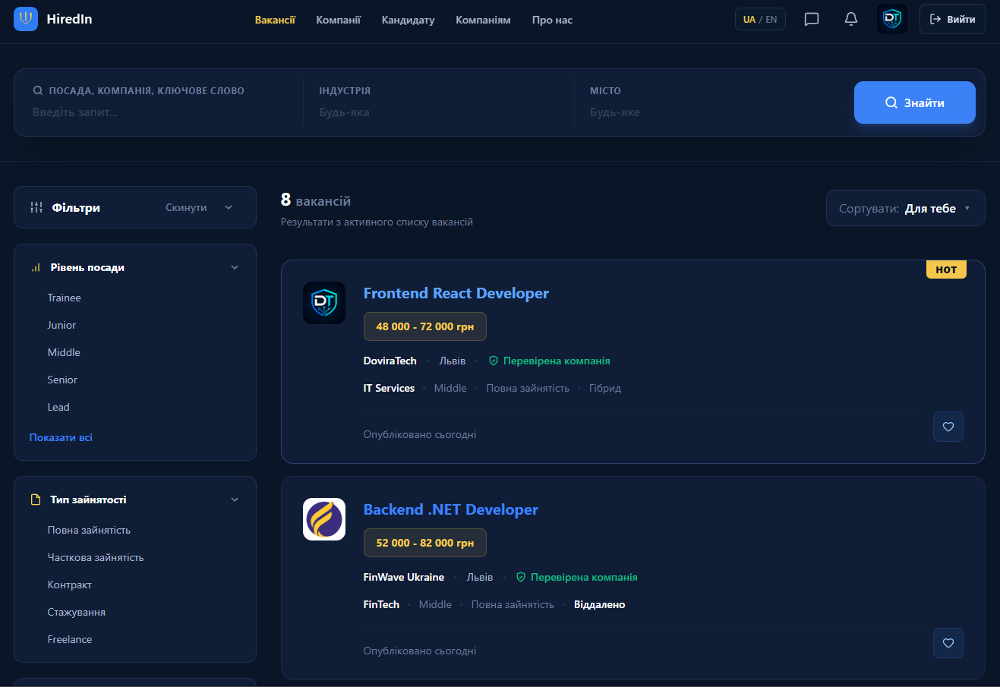 HiredIn
Вакансії Компанії Кандидату Компаніям Про нас
UA / EN
DT
Вийти
ПОСАДА, КОМПАНІЯ, КЛЮЧОВЕ СЛОВО
Введіть запит...
ІНДУСТРІЯ
Будь-яка
МІСТО
Будь-яке
Знайти
Фільтри Скинути
Рівень посади
Trainee
Junior
Middle
Senior
Lead
Показати всі
Тип зайнятості
Повна зайнятість
Часткова зайнятість
Контракт
Стажування
Freelance
8 вакансій
Результати з активного списку вакансій
Сортувати: Для тебе
HOT
DT
Frontend React Developer
48 000 - 72 000 грн
DoviraTech · Львів · Перевірена компанія
IT Services · Middle · Повна зайнятість · Гібрид
Опубліковано сьогодні
Backend .NET Developer
52 000 - 82 000 грн
FinWave Ukraine · Львів · Перевірена компанія
FinTech · Middle · Повна зайнятість · Віддалено
Опубліковано сьогодні